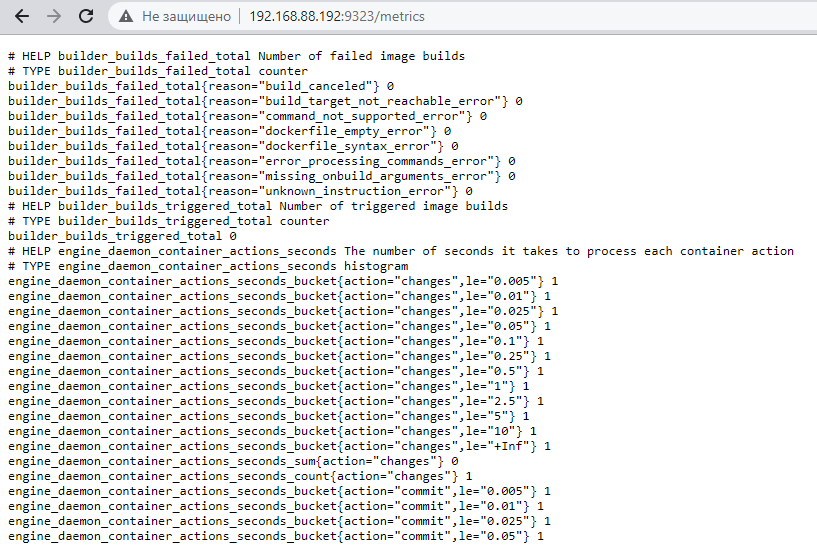 Не защищено | 192.168.88.192:9323/metrics
# HELP builder_builds_failed_total Number of failed image builds
# TYPE builder_builds_failed_total counter
builder_builds_failed_total{reason="build_canceled"} 0
builder_builds_failed_total{reason="build_target_not_reachable_error"} 0
builder_builds_failed_total{reason="command_not_supported_error"} 0
builder_builds_failed_total{reason="dockerfile_empty_error"} 0
builder_builds_failed_total{reason="dockerfile_syntax_error"} 0
builder_builds_failed_total{reason="error_processing_commands_error"} 0
builder_builds_failed_total{reason="missing_onbuild_arguments_error"} 0
builder_builds_failed_total{reason="unknown_instruction_error"} 0
# HELP builder_builds_triggered_total Number of triggered image builds
# TYPE builder_builds_triggered_total counter
builder_builds_triggered_total 0
# HELP engine_daemon_container_actions_seconds The number of seconds it takes to process each container action
# TYPE engine_daemon_container_actions_seconds histogram
engine_daemon_container_actions_seconds_bucket{action="changes",le="0.005"} 1
engine_daemon_container_actions_seconds_bucket{action="changes",le="0.01"} 1
engine_daemon_container_actions_seconds_bucket{action="changes",le="0.025"} 1
engine_daemon_container_actions_seconds_bucket{action="changes",le="0.05"} 1
engine_daemon_container_actions_seconds_bucket{action="changes",le="0.1"} 1
engine_daemon_container_actions_seconds_bucket{action="changes",le="0.25"} 1
engine_daemon_container_actions_seconds_bucket{action="changes",le="0.5"} 1
engine_daemon_container_actions_seconds_bucket{action="changes",le="1"} 1
engine_daemon_container_actions_seconds_bucket{action="changes",le="2.5"} 1
engine_daemon_container_actions_seconds_bucket{action="changes",le="5"} 1
engine_daemon_container_actions_seconds_bucket{action="changes",le="10"} 1
engine_daemon_container_actions_seconds_bucket{action="changes",le="+Inf"} 1
engine_daemon_container_actions_seconds_sum{action="changes"} 0
engine_daemon_container_actions_seconds_count{action="changes"} 1
engine_daemon_container_actions_seconds_bucket{action="commit",le="0.005"} 1
engine_daemon_container_actions_seconds_bucket{action="commit",le="0.01"} 1
engine_daemon_container_actions_seconds_bucket{action="commit",le="0.025"} 1
engine_daemon_container_actions_seconds_bucket{action="commit",le="0.05"} 1